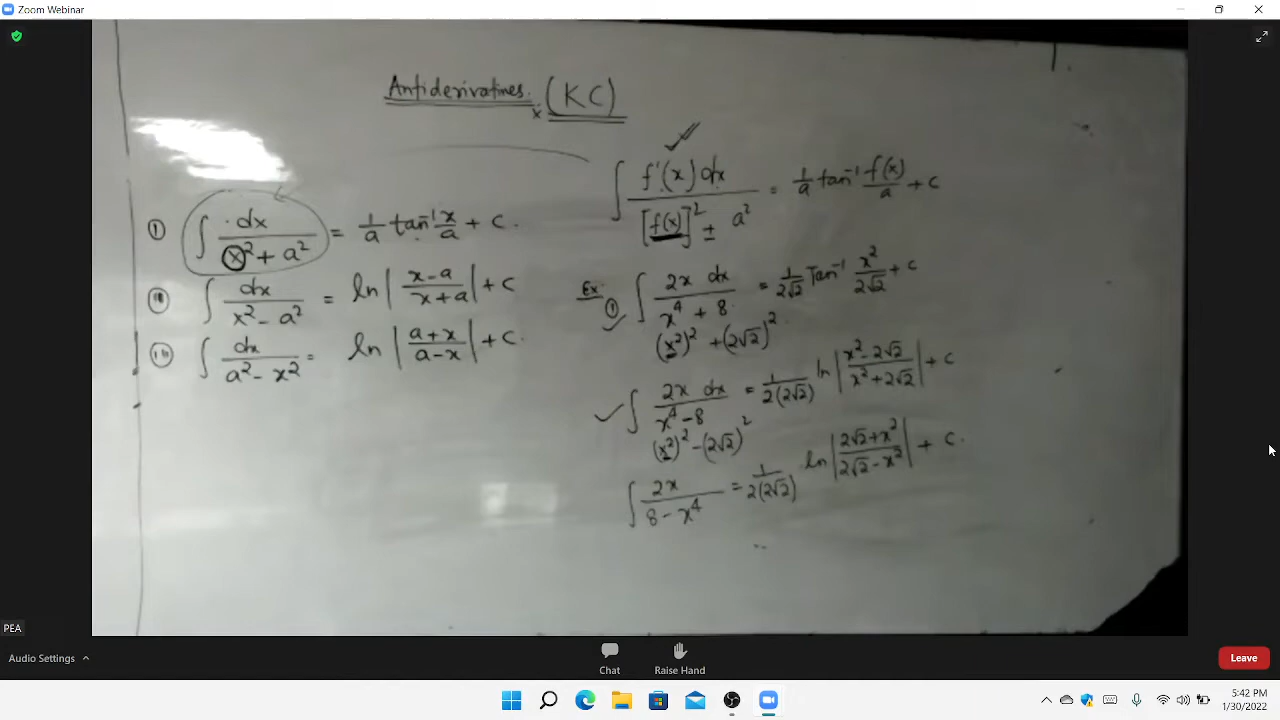 Zoom Webinar
Antiderivatines. (KC)
① ∫ dx / (x² + a²) = 1/a tan⁻¹ x/a + c.
∫ dx / (x² - a²) = ln |(x-a)/(x+a)| + c
∫ dx / (a² - x²) = ln |(a+x)/(a-x)| + c.
∫ f'(x) dx / ([f(x)]² ± a²) = 1/a tan⁻¹ f(x)/a + c
Ex:
① ∫ 2x dx / (x⁴ + 8) = 1/(2√2) Tan⁻¹ x²/(2√2) + c
(x²)² + (2√2)²
∫ 2x dx / (x⁴ - 8) = 1/(2(2√2)) ln |(x² - 2√2)/(x² + 2√2)| + c
(x²)² - (2√2)²
∫ 2x / (8 - x⁴) = 1/(2(2√2)) ln |(2√2 + x²)/(2√2 - x²)| + c.
PEA
Audio Settings
Chat
Raise Hand
Leave
5:42 PM
1/30/2022